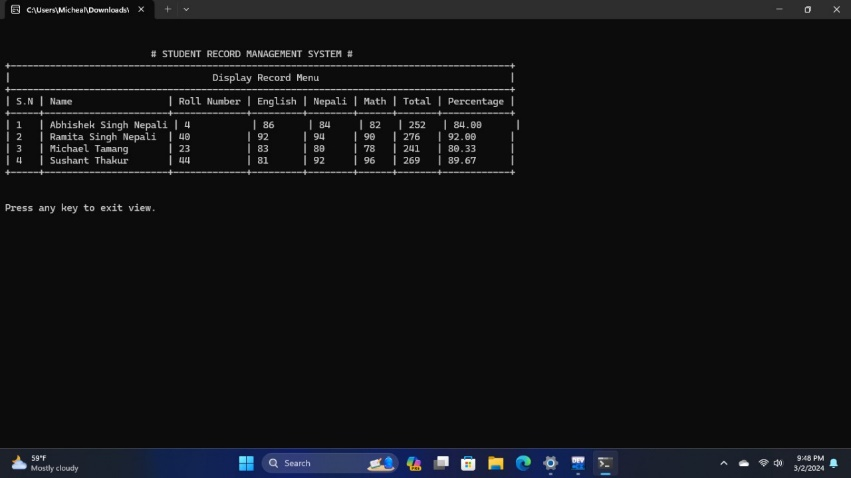 C:\Users\Micheal\Downloads\
# STUDENT RECORD MANAGEMENT SYSTEM #
Display Record Menu
| S.N | Name | Roll Number | English | Nepali | Math | Total | Percentage |
| 1 | Abhishek Singh Nepali | 4 | 86 | 84 | 82 | 252 | 84.00 |
| 2 | Ramita Singh Nepali | 40 | 92 | 94 | 90 | 276 | 92.00 |
| 3 | Michael Tamang | 23 | 83 | 80 | 78 | 241 | 80.33 |
| 4 | Sushant Thakur | 44 | 81 | 92 | 96 | 269 | 89.67 |
Press any key to exit view.
59°F
Mostly cloudy
Search
DEV
9:48 PM
3/2/2024